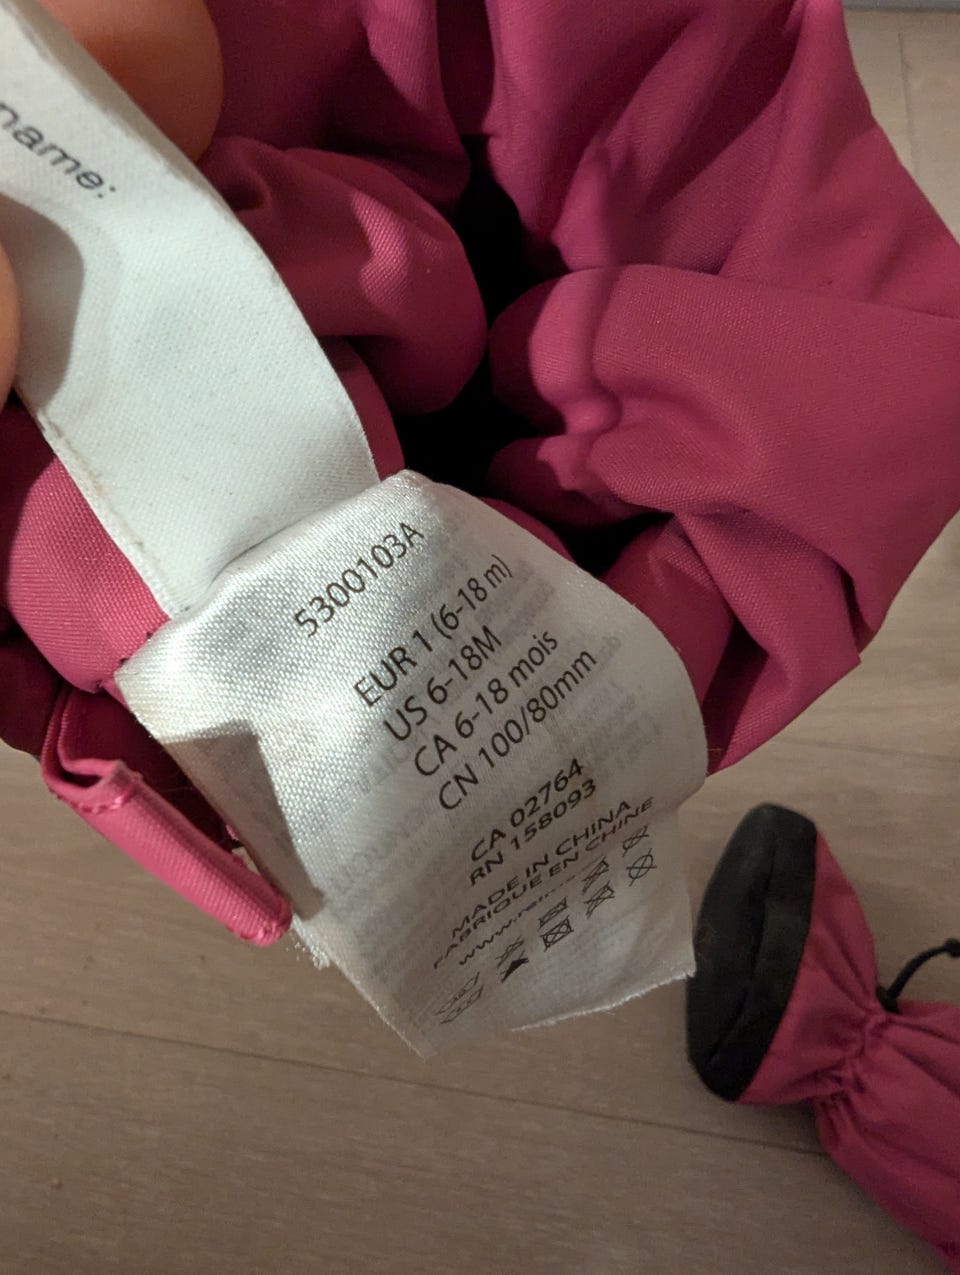 name:
5300103A
EUR 1 (6-18 m)
US 6-18M
CA 6-18 mois
CN 100/80mm
CA 02764
RN 158093
MADE IN CHINA
FABRIQUE EN CHINE